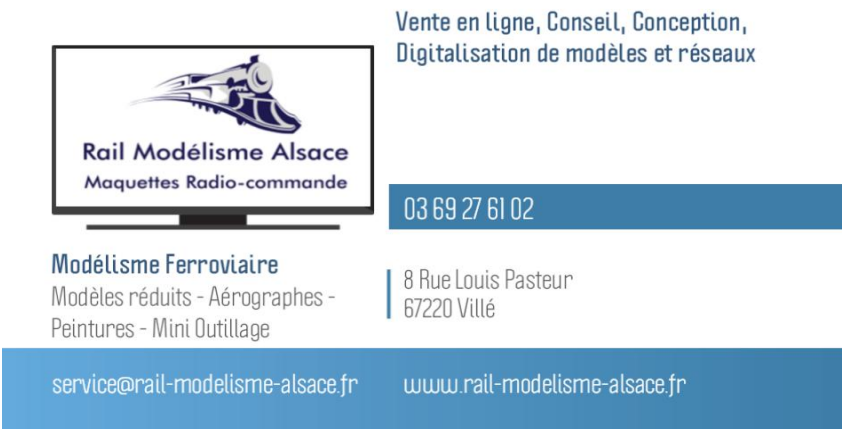 Vente en ligne, Conseil, Conception,
Digitalisation de modèles et réseaux
Rail Modélisme Alsace
Maquettes Radio-commande
03 69 27 61 02
Modélisme Ferroviaire
Modèles réduits - Aérographes -
Peintures - Mini Outillage
8 Rue Louis Pasteur
67220 Villé
service@rail-modelisme-alsace.fr
www.rail-modelisme-alsace.fr